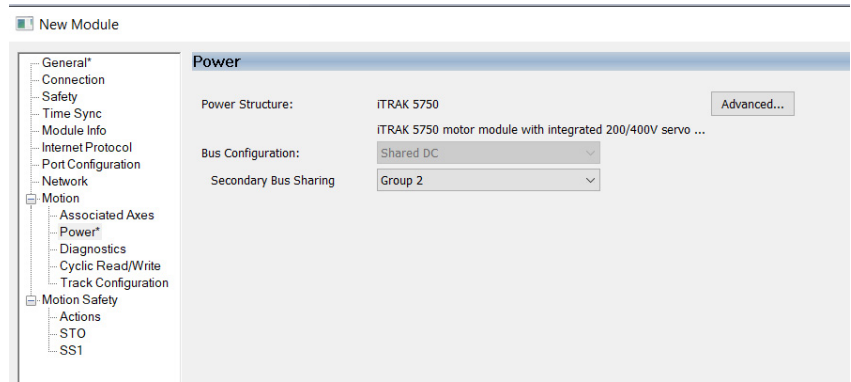 New Module
General*
Connection
Safety
Time Sync
Module Info
Internet Protocol
Port Configuration
Network
Motion
Associated Axes
Power*
Diagnostics
Cyclic Read/Write
Track Configuration
Motion Safety
Actions
STO
SS1
Power
Power Structure: iTRAK 5750 Advanced...
iTRAK 5750 motor module with integrated 200/400V servo ...
Bus Configuration: Shared DC
Secondary Bus Sharing Group 2